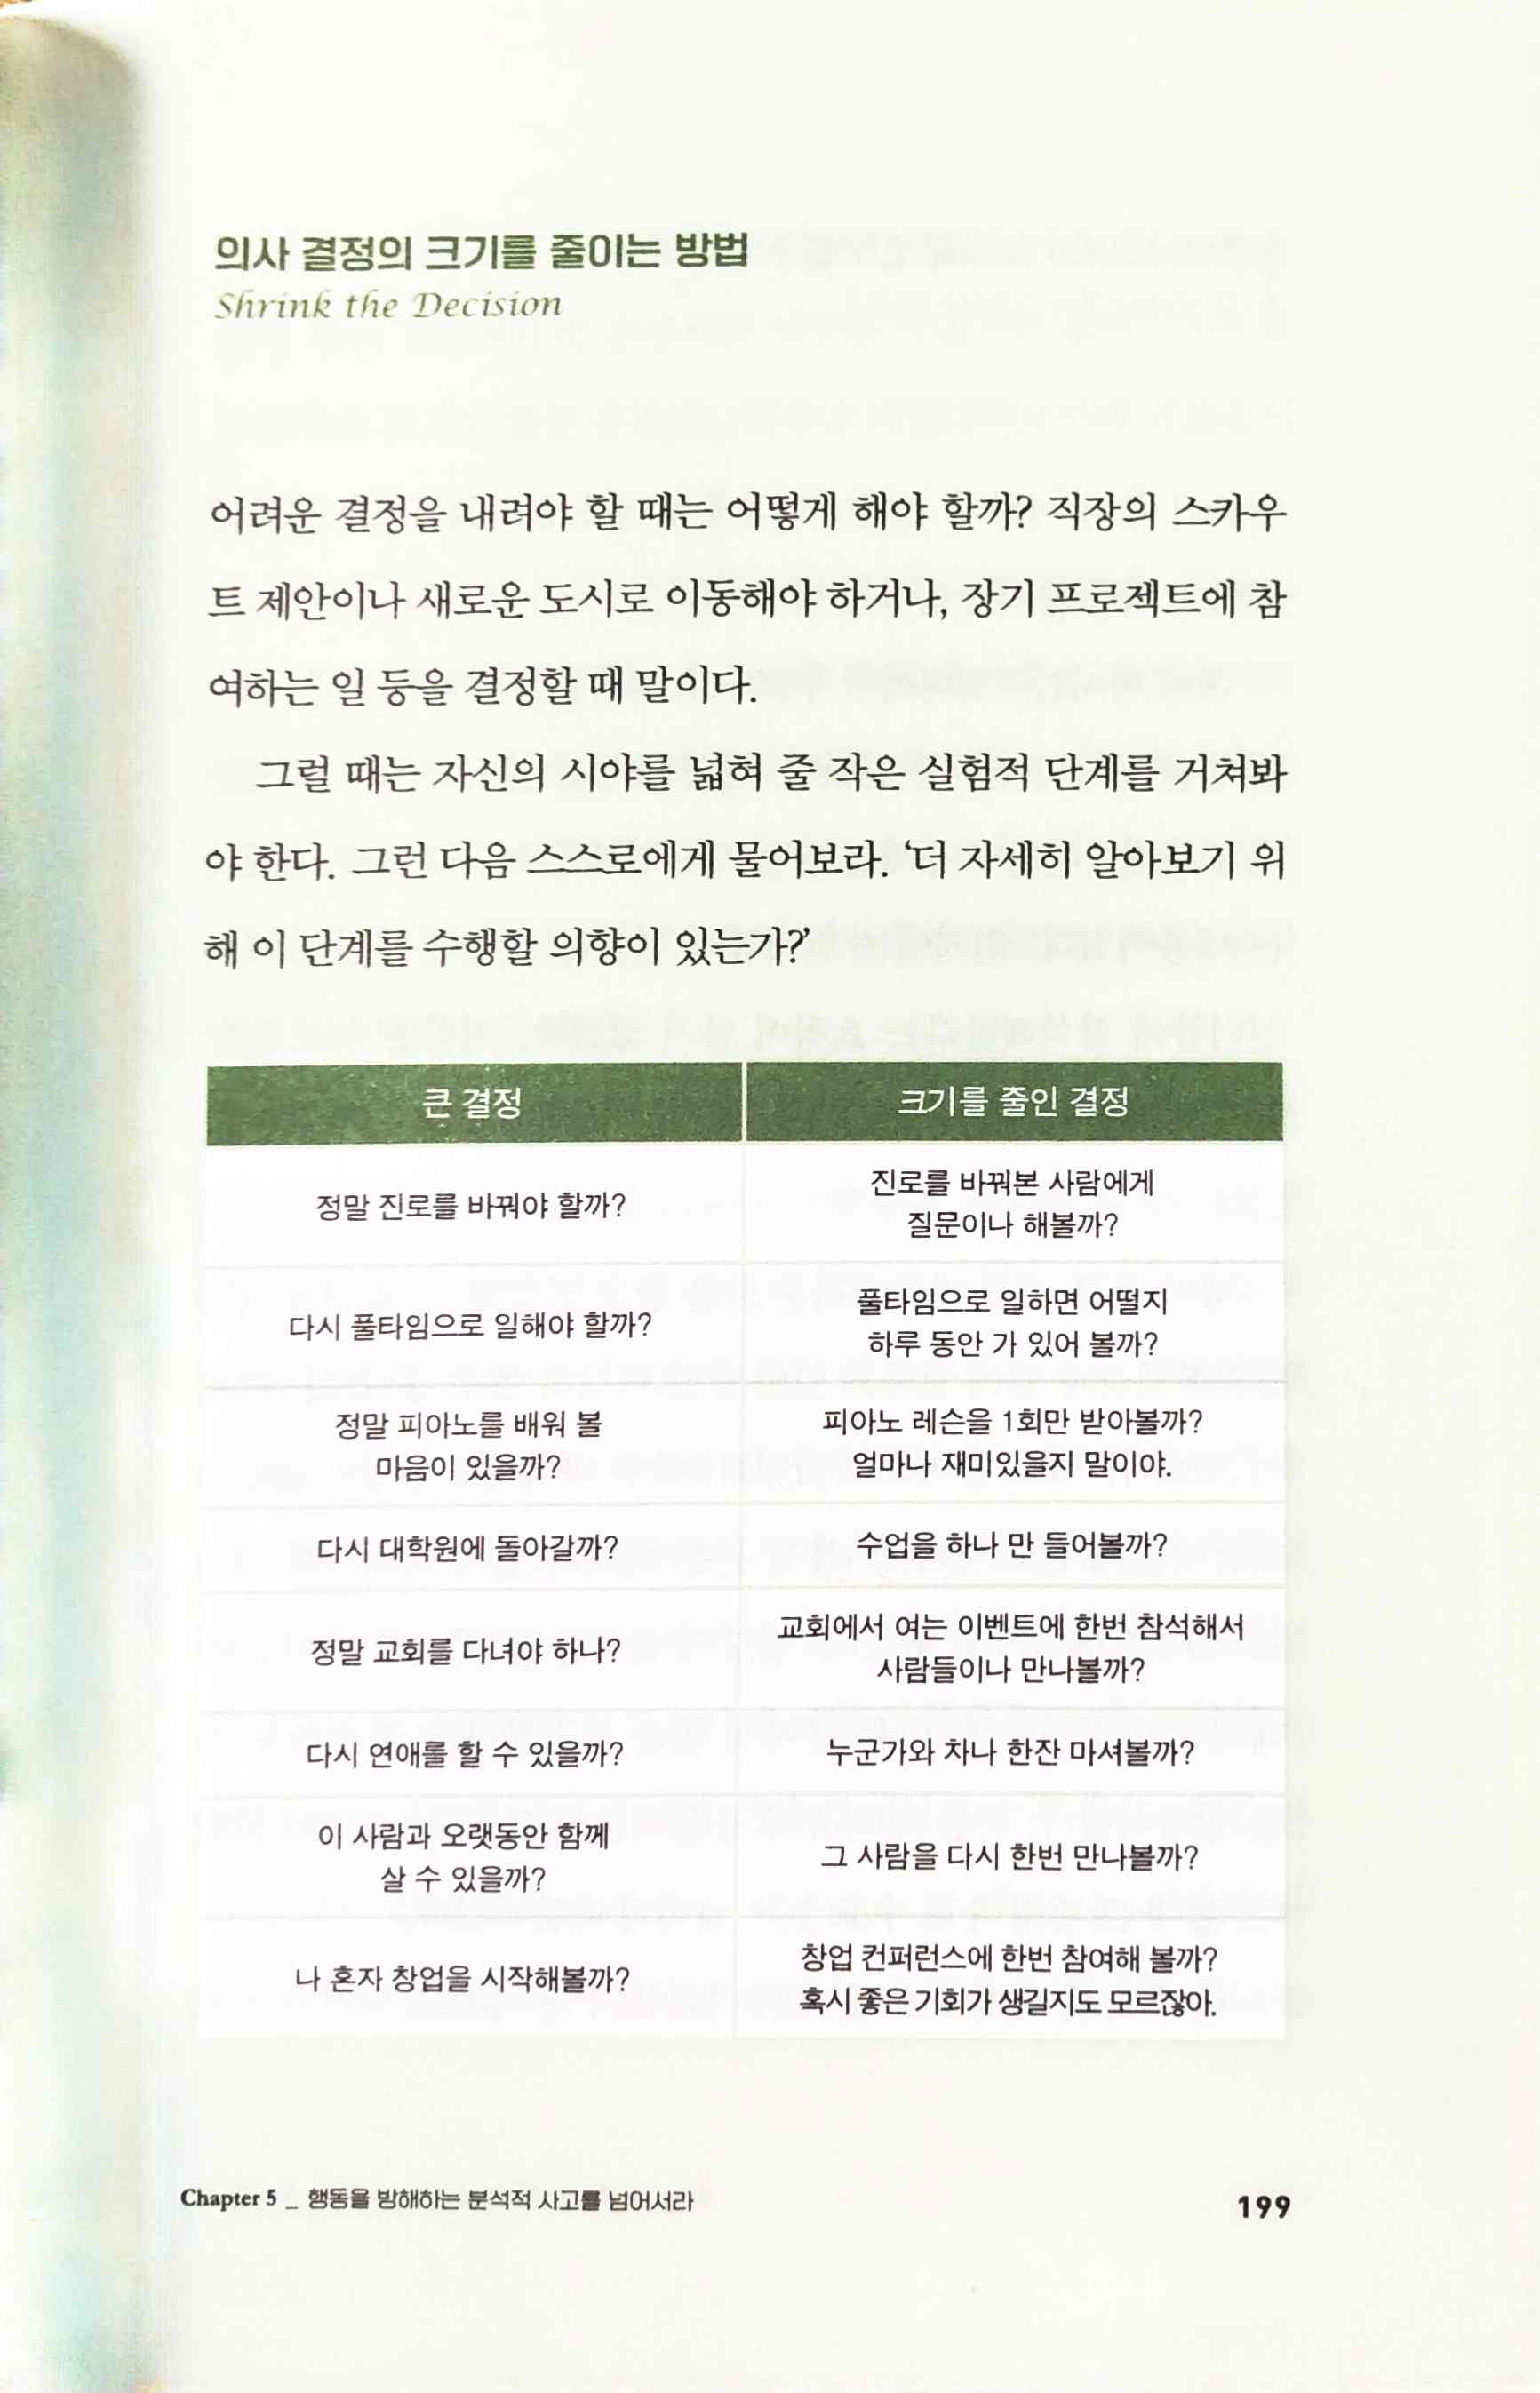 의사 결정의 크기를 줄이는 방법
Shrink the Decision
어려운 결정을 내려야 할 때는 어떻게 해야 할까? 직장의 스카우
트 제안이나 새로운 도시로 이동해야 하거나, 장기 프로젝트에 참
여하는 일 등을 결정할 때 말이다.
그럴 때는 자신의 시야를 넓혀 줄 작은 실험적 단계를 거쳐봐
야 한다. 그런 다음 스스로에게 물어보라. ‘더 자세히 알아보기 위
해 이 단계를 수행할 의향이 있는가?’
큰 결정
크기를 줄인 결정
정말 진로를 바꿔야 할까?
진로를 바꿔본 사람에게
질문이나 해볼까?
다시 풀타임으로 일해야 할까?
풀타임으로 일하면 어떨지
하루 동안 가 있어 볼까?
정말 피아노를 배워 볼
마음이 있을까?
피아노 레슨을 1회만 받아볼까?
얼마나 재미있을지 말이야.
다시 대학원에 돌아갈까?
수업을 하나 만 들어볼까?
정말 교회를 다녀야 하나?
교회에서 여는 이벤트에 한번 참석해서
사람들이나 만나볼까?
다시 연애를 할 수 있을까?
누군가와 차나 한잔 마셔볼까?
이 사람과 오랫동안 함께
살 수 있을까?
그 사람을 다시 한번 만나볼까?
나 혼자 창업을 시작해볼까?
창업 컨퍼런스에 한번 참여해 볼까?
혹시 좋은 기회가 생길지도 모르잖아.
Chapter 5 _ 행동을 방해하는 분석적 사고를 넘어서라
199